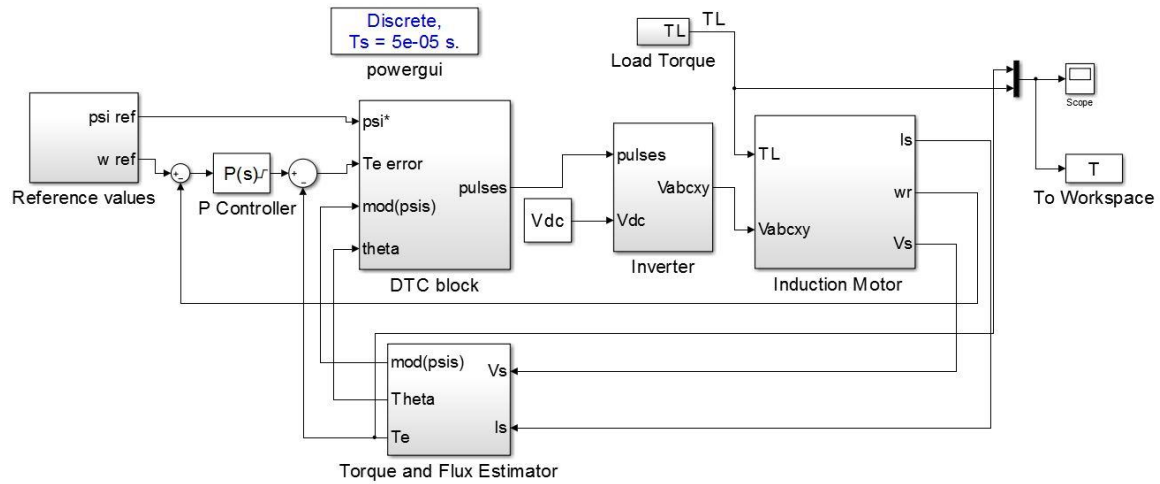 Discrete,
Ts = 5e-05 s.
powergui
TL
TL
Load Torque
Scope
T
To Workspace
psi ref
w ref
Reference values
+
−
P(s)
P Controller
+
−
psi*
Te error
mod(psis)
theta
pulses
DTC block
Vdc
pulses
Vdc
Vabcxy
Inverter
TL
Vabcxy
Is
wr
Vs
Induction Motor
mod(psis)
Theta
Te
Vs
Is
Torque and Flux Estimator